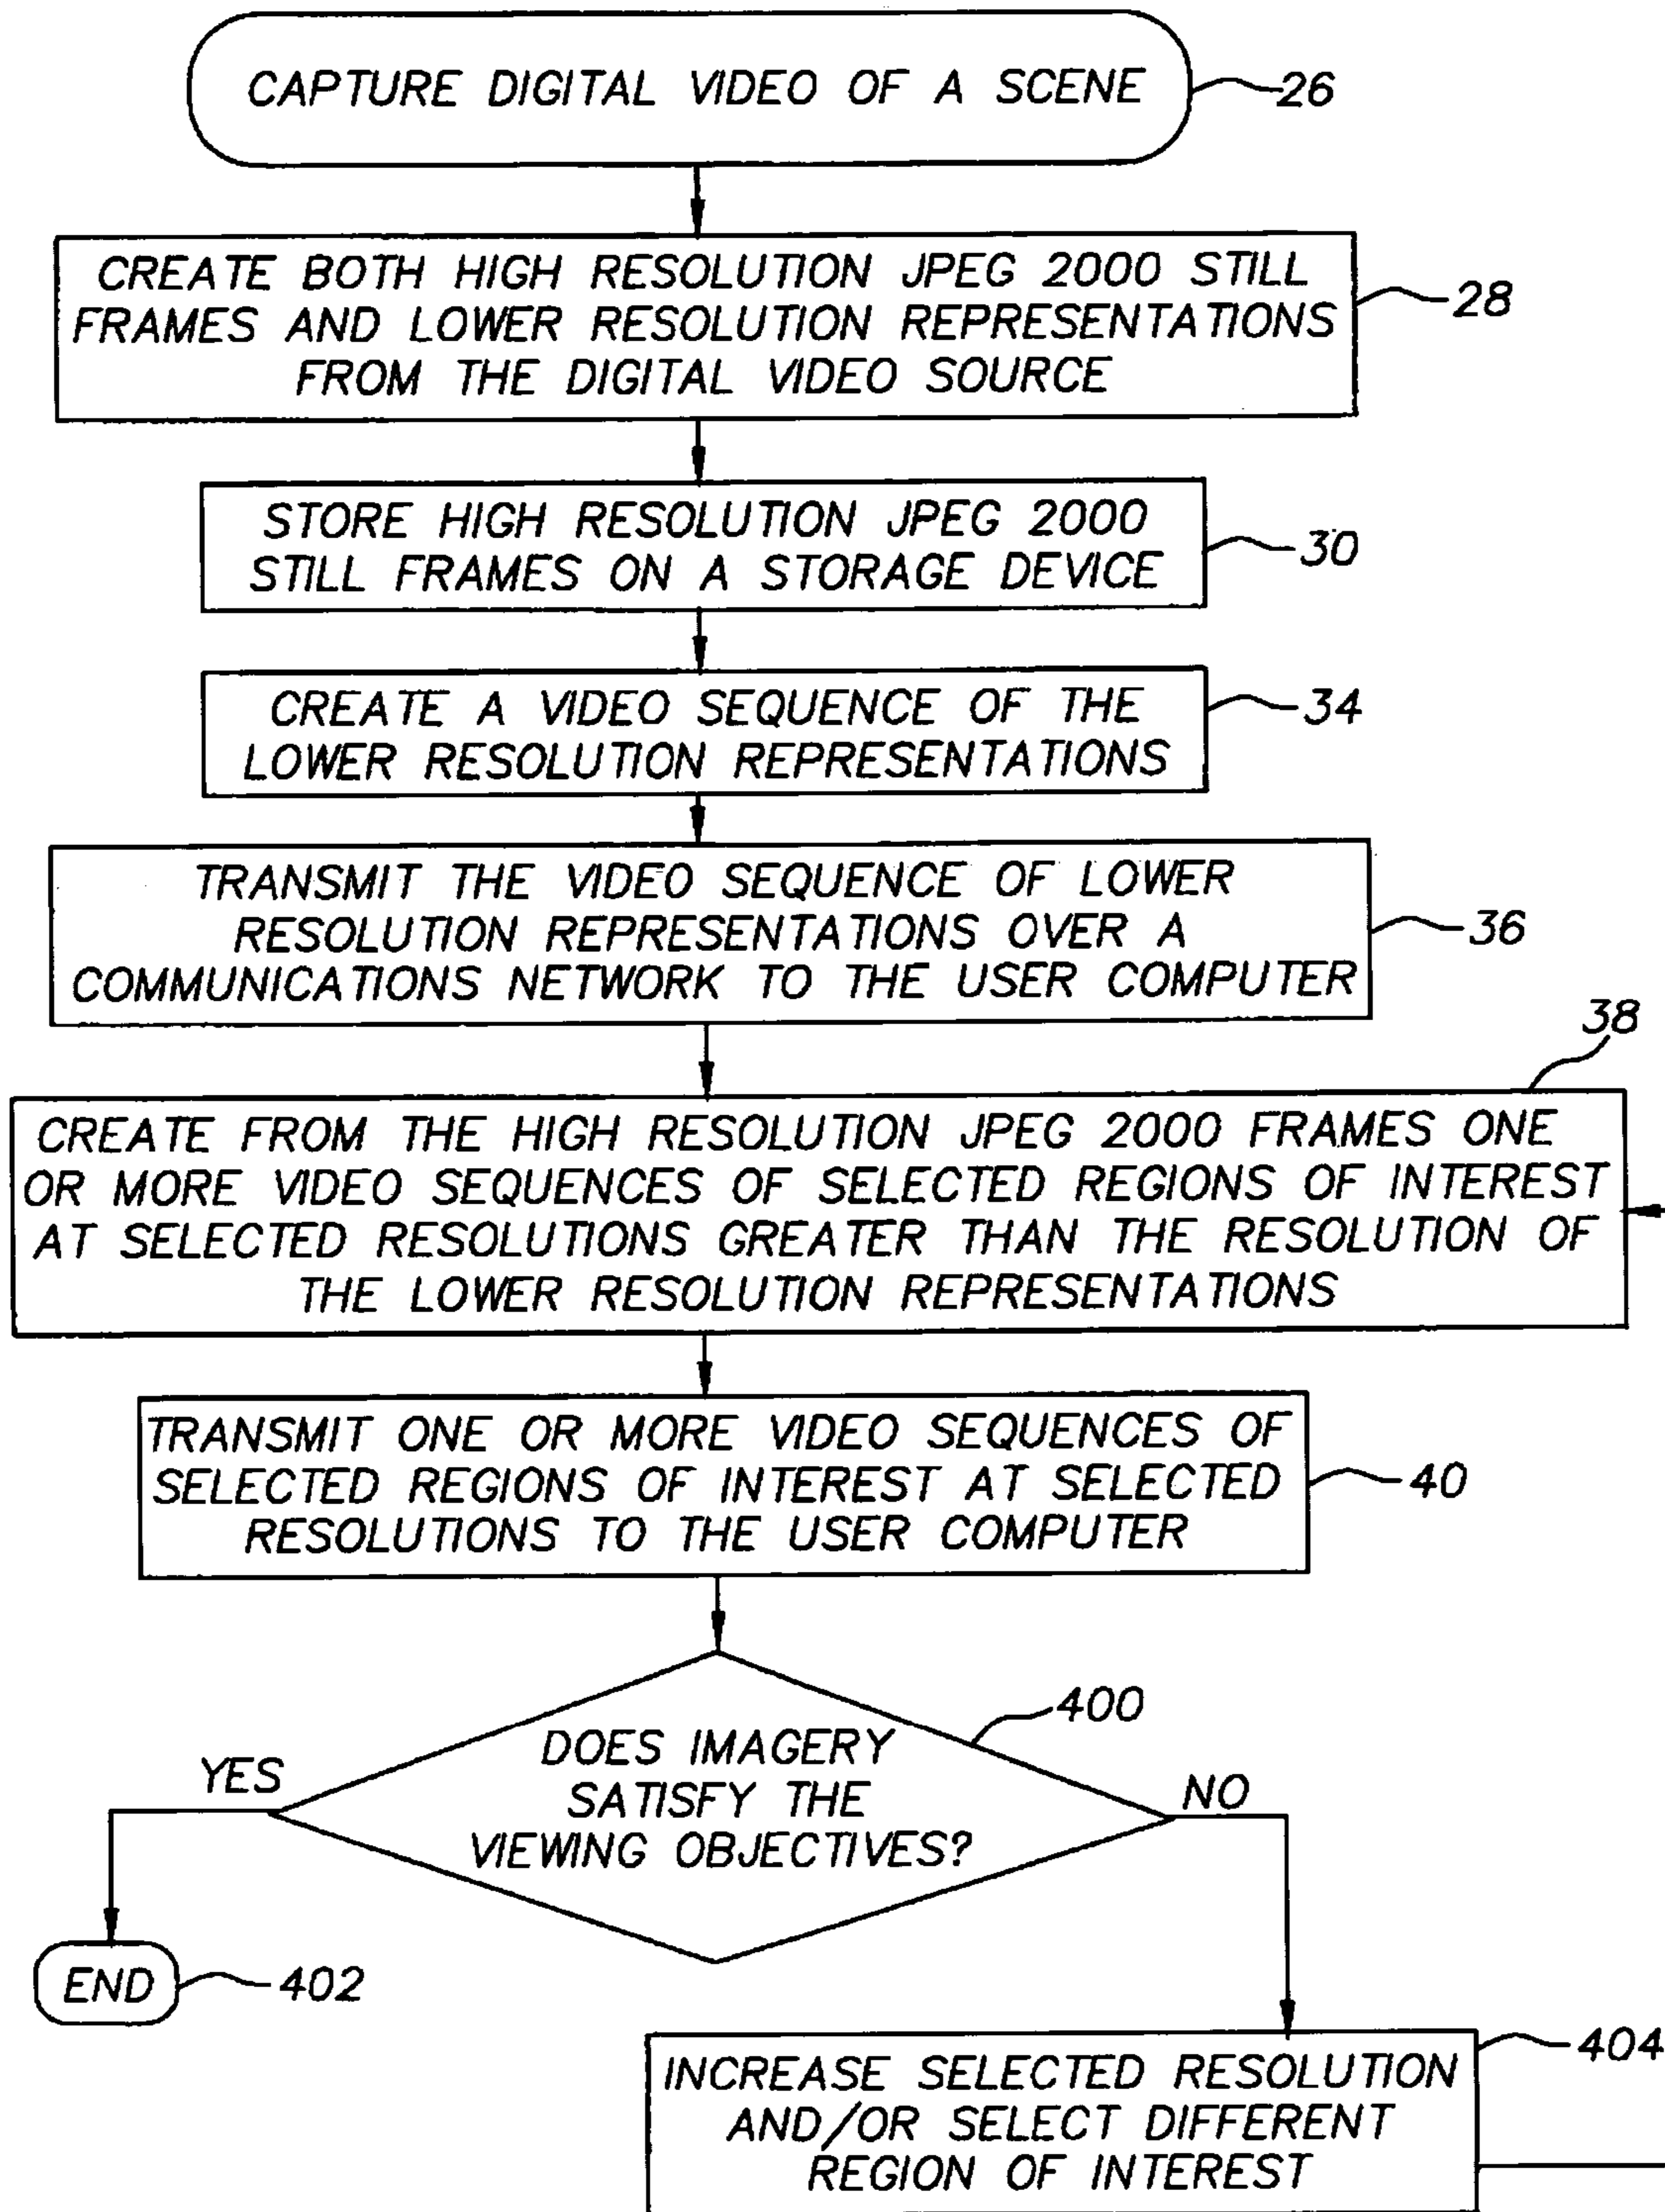 CAPTURE DIGITAL VIDEO OF A SCENE
26
CREATE BOTH HIGH RESOLUTION JPEG 2000 STILL
FRAMES AND LOWER RESOLUTION REPRESENTATIONS
FROM THE DIGITAL VIDEO SOURCE
28
STORE HIGH RESOLUTION JPEG 2000
STILL FRAMES ON A STORAGE DEVICE
30
CREATE A VIDEO SEQUENCE OF THE
LOWER RESOLUTION REPRESENTATIONS
34
TRANSMIT THE VIDEO SEQUENCE OF LOWER
RESOLUTION REPRESENTATIONS OVER A
COMMUNICATIONS NETWORK TO THE USER COMPUTER
36
38
CREATE FROM THE HIGH RESOLUTION JPEG 2000 FRAMES ONE
OR MORE VIDEO SEQUENCES OF SELECTED REGIONS OF INTEREST
AT SELECTED RESOLUTIONS GREATER THAN THE RESOLUTION OF
THE LOWER RESOLUTION REPRESENTATIONS
TRANSMIT ONE OR MORE VIDEO SEQUENCES OF
SELECTED REGIONS OF INTEREST AT SELECTED
RESOLUTIONS TO THE USER COMPUTER
40
400
DOES IMAGERY
SATISFY THE
VIEWING OBJECTIVES?
YES
NO
END
402
404
INCREASE SELECTED RESOLUTION
AND/OR SELECT DIFFERENT
REGION OF INTEREST